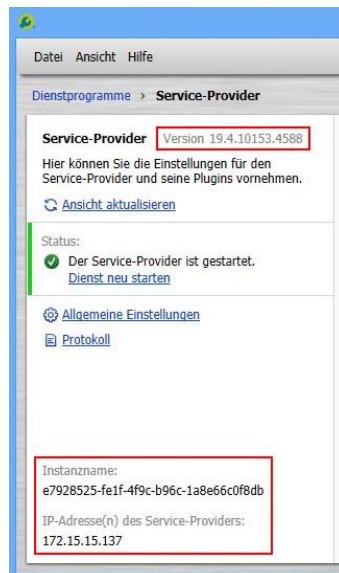 Datei Ansicht Hilfe
Dienstprogramme › Service-Provider
Service-Provider Version 19.4.10153.4588
Hier können Sie die Einstellungen für den
Service-Provider und seine Plugins vornehmen.
Ansicht aktualisieren
Status:
Der Service-Provider ist gestartet.
Dienst neu starten
Allgemeine Einstellungen
Protokoll
Instanzname:
e7928525-fe1f-4f9c-b96c-1a8e66c0f8db
IP-Adresse(n) des Service-Providers:
172.15.15.137